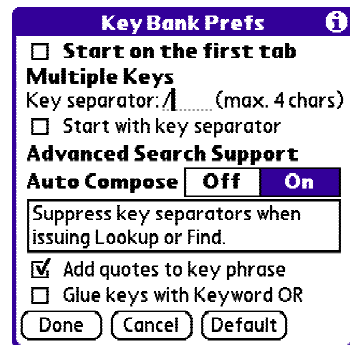 Key Bank Prefs i
Start on the first tab
Multiple Keys
Key separator: / (max. 4 chars)
Start with key separator
Advanced Search Support
Auto Compose Off On
Suppress key separators when
issuing Lookup or Find.
Add quotes to key phrase
Glue keys with Keyword OR
Done Cancel Default